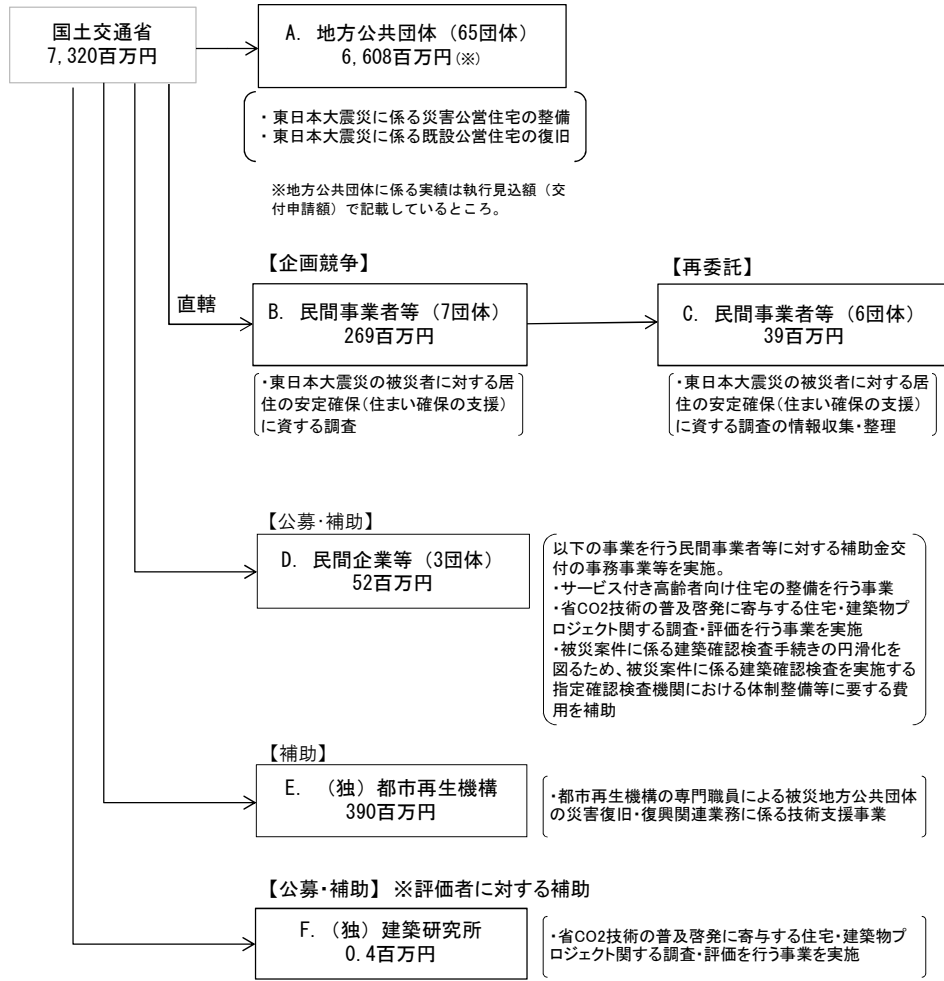 国土交通省
7,320百万円
A. 地方公共団体（65団体）
6,608百万円(※)
・東日本大震災に係る災害公営住宅の整備
・東日本大震災に係る既設公営住宅の復旧
※地方公共団体に係る実績は執行見込額（交
付申請額）で記載しているところ。
【企画競争】
直轄
B. 民間事業者等（7団体）
269百万円
・東日本大震災の被災者に対する居
住の安定確保（住まい確保の支援）
に資する調査
【再委託】
C. 民間事業者等（6団体）
39百万円
・東日本大震災の被災者に対する居
住の安定確保（住まい確保の支援）
に資する調査の情報収集・整理
【公募・補助】
D. 民間企業等（3団体）
52百万円
以下の事業を行う民間事業者等に対する補助金交
付の事務事業等を実施。
・サービス付き高齢者向け住宅の整備を行う事業
・省CO2技術の普及啓発に寄与する住宅・建築物プ
ロジェクト関する調査・評価を行う事業を実施
・被災案件に係る建築確認検査手続きの円滑化を
図るため、被災案件に係る建築確認検査を実施する
指定確認検査機関における体制整備等に要する費
用を補助
【補助】
E. （独）都市再生機構
390百万円
・都市再生機構の専門職員による被災地方公共団体
の災害復旧・復興関連業務に係る技術支援事業
【公募・補助】 ※評価者に対する補助
F. （独）建築研究所
0.4百万円
・省CO2技術の普及啓発に寄与する住宅・建築物プ
ロジェクト関する調査・評価を行う事業を実施